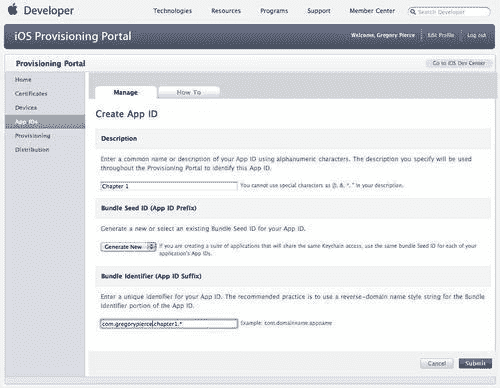 Developer
Technologies Resources Programs Support Member Center Search Developer
iOS Provisioning Portal
Welcome, Gregory Pierce Edit Profile Log out
Provisioning Portal
Go to iOS Dev Center
Home
Certificates
Devices
App IDs
Provisioning
Distribution
Manage How To
Create App ID
Description
Enter a common name or description of your App ID using alphanumeric characters. The description you specify will be used
throughout the Provisioning Portal to identify this App ID.
Chapter 1 You cannot use special characters as @, &, *, " in your description.
Bundle Seed ID (App ID Prefix)
Generate a new or select an existing Bundle Seed ID for your App ID.
Generate New If you are creating a suite of applications that will share the same Keychain access, use the same bundle Seed ID for each of your
application's App IDs.
Bundle Identifier (App ID Suffix)
Enter a unique identifier for your App ID. The recommended practice is to use a reverse-domain name style string for the Bundle
Identifier portion of the App ID.
com.gregorypierce.chapter1.* Example: com.domainname.appname
Cancel Submit